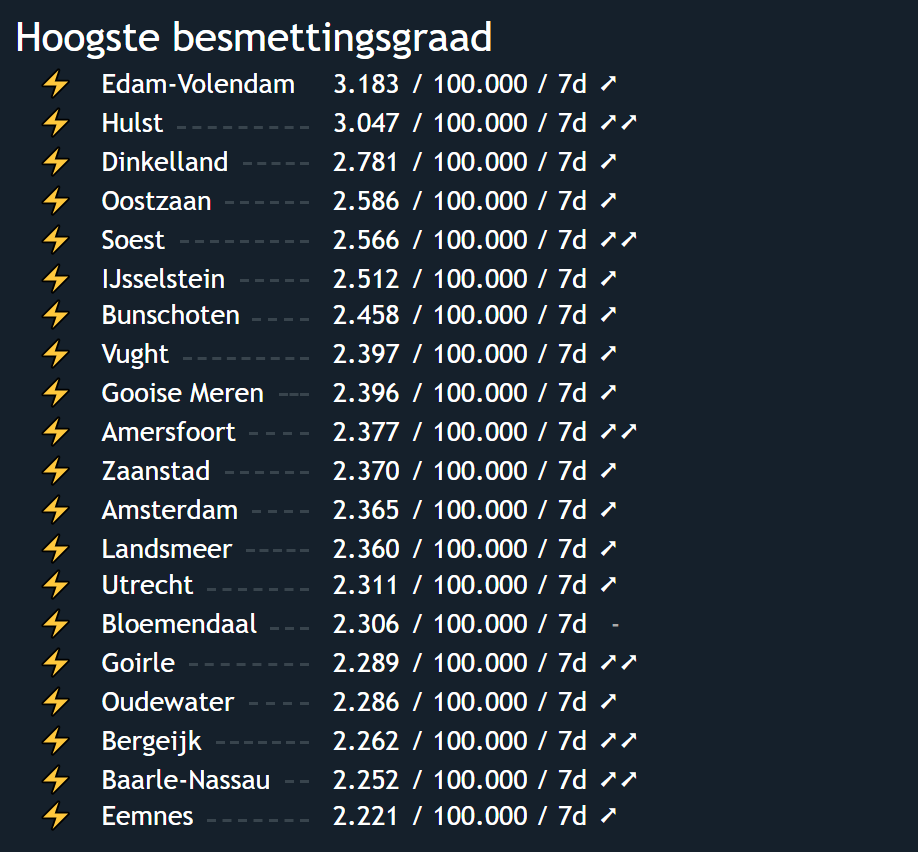 Hoogste besmettingsgraad
⚡ Edam-Volendam 3.183 / 100.000 / 7d ➚
⚡ Hulst ---------- 3.047 / 100.000 / 7d ➚➚
⚡ Dinkelland ----- 2.781 / 100.000 / 7d ➚
⚡ Oostzaan ------ 2.586 / 100.000 / 7d ➚
⚡ Soest --------- 2.566 / 100.000 / 7d ➚➚
⚡ IJsselstein ----- 2.512 / 100.000 / 7d ➚
⚡ Bunschoten ---- 2.458 / 100.000 / 7d ➚
⚡ Vught --------- 2.397 / 100.000 / 7d ➚
⚡ Gooise Meren --- 2.396 / 100.000 / 7d ➚
⚡ Amersfoort ---- 2.377 / 100.000 / 7d ➚➚
⚡ Zaanstad ------ 2.370 / 100.000 / 7d ➚
⚡ Amsterdam ---- 2.365 / 100.000 / 7d ➚
⚡ Landsmeer ----- 2.360 / 100.000 / 7d ➚
⚡ Utrecht ------- 2.311 / 100.000 / 7d ➚
⚡ Bloemendaal --- 2.306 / 100.000 / 7d -
⚡ Goirle --------- 2.289 / 100.000 / 7d ➚➚
⚡ Oudewater ---- 2.286 / 100.000 / 7d ➚
⚡ Bergeijk ------- 2.262 / 100.000 / 7d ➚➚
⚡ Baarle-Nassau -- 2.252 / 100.000 / 7d ➚➚
⚡ Eemnes ------- 2.221 / 100.000 / 7d ➚